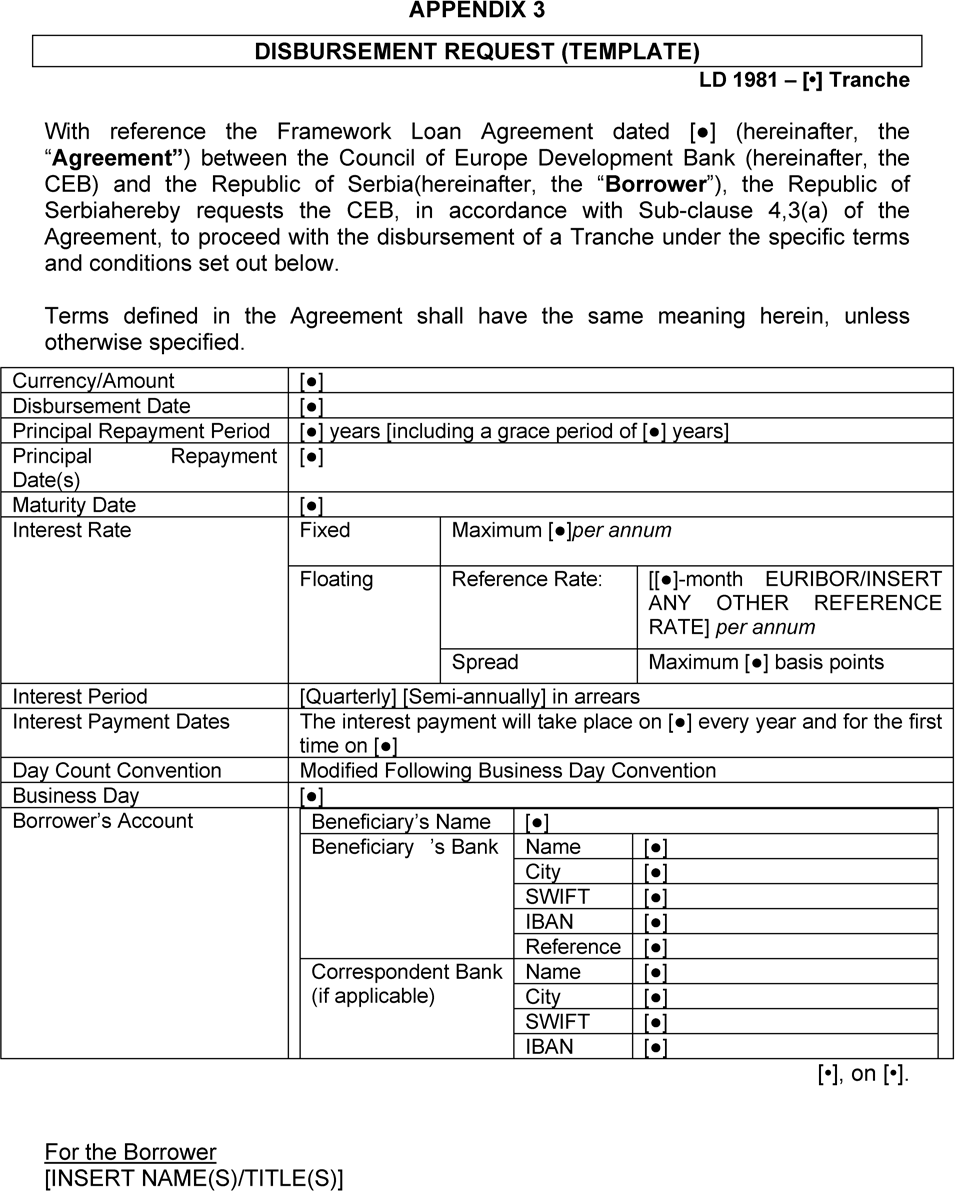 APPENDIX 3
DISBURSEMENT REQUEST (TEMPLATE)
LD 1981 – [•] Tranche
With reference the Framework Loan Agreement dated [●] (hereinafter, the
“Agreement”) between the Council of Europe Development Bank (hereinafter, the
CEB) and the Republic of Serbia(hereinafter, the “Borrower”), the Republic of
Serbiahereby requests the CEB, in accordance with Sub-clause 4,3(a) of the
Agreement, to proceed with the disbursement of a Tranche under the specific terms
and conditions set out below.
Terms defined in the Agreement shall have the same meaning herein, unless
otherwise specified.
Currency/Amount [●]
Disbursement Date [●]
Principal Repayment Period [●] years [including a grace period of [●] years]
Principal Repayment [●]
Date(s)
Maturity Date [●]
Interest Rate Fixed Maximum [●]per annum
Floating Reference Rate: [[●]-month EURIBOR/INSERT
ANY OTHER REFERENCE
RATE] per annum
Spread Maximum [●] basis points
Interest Period [Quarterly] [Semi-annually] in arrears
Interest Payment Dates The interest payment will take place on [●] every year and for the first
time on [●]
Day Count Convention Modified Following Business Day Convention
Business Day [●]
Borrower’s Account Beneficiary’s Name [●]
Beneficiary ’s Bank Name [●]
City [●]
SWIFT [●]
IBAN [●]
Reference [●]
Correspondent Bank Name [●]
(if applicable) City [●]
SWIFT [●]
IBAN [●]
[•], on [•].
For the Borrower
[INSERT NAME(S)/TITLE(S)]